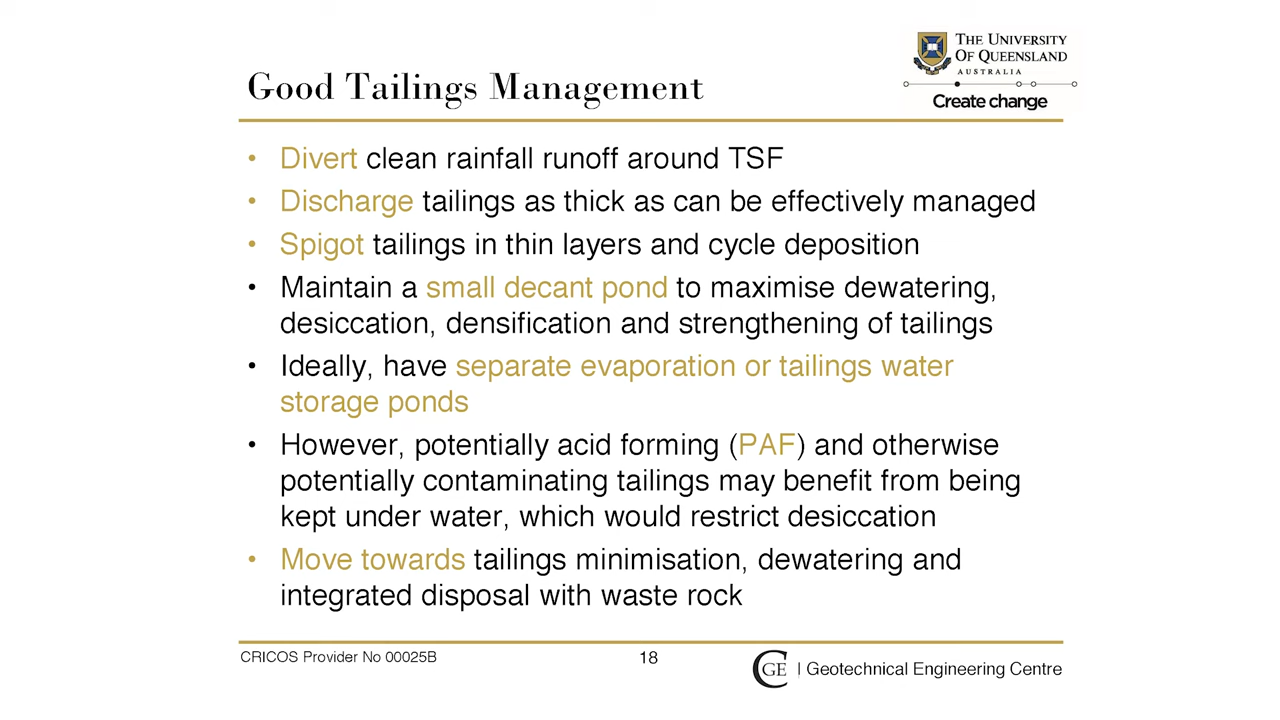 THE UNIVERSITY
OF QUEENSLAND
AUSTRALIA
Create change
Good Tailings Management
• Divert clean rainfall runoff around TSF
• Discharge tailings as thick as can be effectively managed
• Spigot tailings in thin layers and cycle deposition
• Maintain a small decant pond to maximise dewatering,
desiccation, densification and strengthening of tailings
• Ideally, have separate evaporation or tailings water
storage ponds
• However, potentially acid forming (PAF) and otherwise
potentially contaminating tailings may benefit from being
kept under water, which would restrict desiccation
• Move towards tailings minimisation, dewatering and
integrated disposal with waste rock
CRICOS Provider No 00025B
18
CGE | Geotechnical Engineering Centre